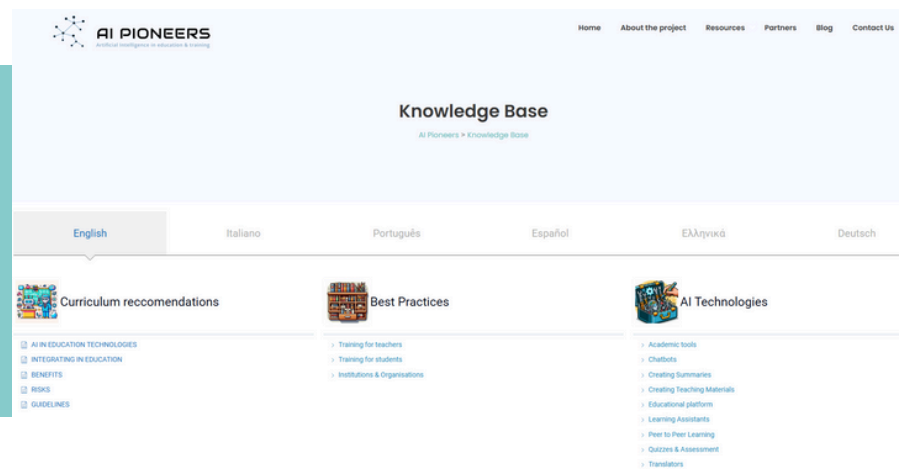 AI PIONEERS
Artificial Intelligence in education & training
Home About the project Resources Partners Blog Contact Us
Knowledge Base
AI Pioneers > Knowledge Base
English Italiano Português Español Ελληνικά Deutsch
Curriculum reccomendations
AI IN EDUCATION TECHNOLOGIES
INTEGRATING IN EDUCATION
BENEFITS
RISKS
GUIDELINES
Best Practices
Training for teachers
Training for students
Institutions & Organisations
AI Technologies
Academic tools
Chatbots
Creating Summaries
Creating Teaching Materials
Educational platform
Learning Assistants
Peer to Peer Learning
Quizzes & Assessment
Translators